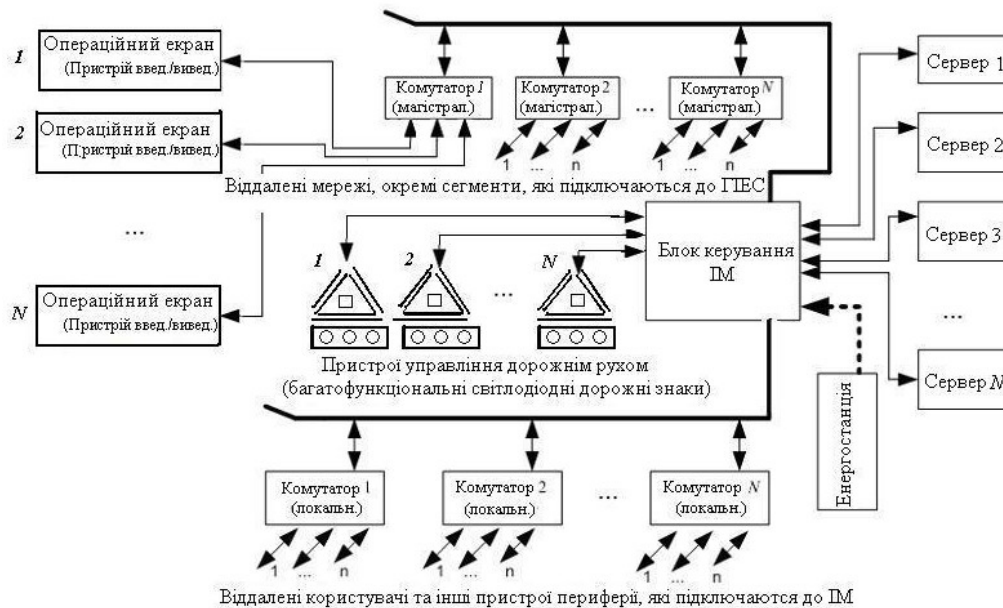 1
Операційний екран
(Пристрій введ./вивед.)
2
Операційний екран
(Пристрій введ./вивед.)
...
N
Операційний екран
(Пристрій введ./вивед.)
Комутатор 1
(магістрал.)
Комутатор 2
(магістрал.)
...
Комутатор N
(магістрал.)
1 ... n
1 ... n
Віддалені мережі, окремі сегменти, які підключаються до ГІЕС
Блок керування
ІМ
1
2
...
N
Пристрої управління дорожнім рухом
(багатофункціональні світлодіодні дорожні знаки)
Сервер 1
Сервер 2
Сервер 3
...
Сервер N
Енергостанція
Комутатор 1
(локальн.)
Комутатор 2
(локальн.)
...
Комутатор N
(локальн.)
1 ... n
1 ... n
1 ... n
Віддалені користувачі та інші пристрої периферії, які підключаються до ІМ